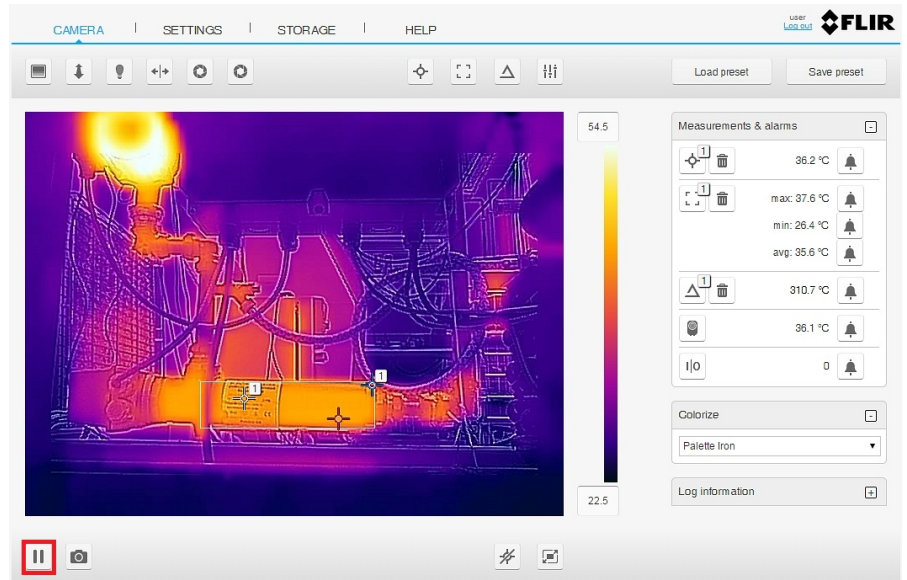 user
CAMERA SETTINGS STORAGE HELP
Log out
FLIR
Load preset Save preset
54.5
22.5
1
1
Measurements & alarms
1 36.2 °C
1 max: 37.6 °C
min: 26.4 °C
avg: 35.6 °C
1 310.7 °C
36.1 °C
I|O 0
Colorize
Palette Iron
Log information